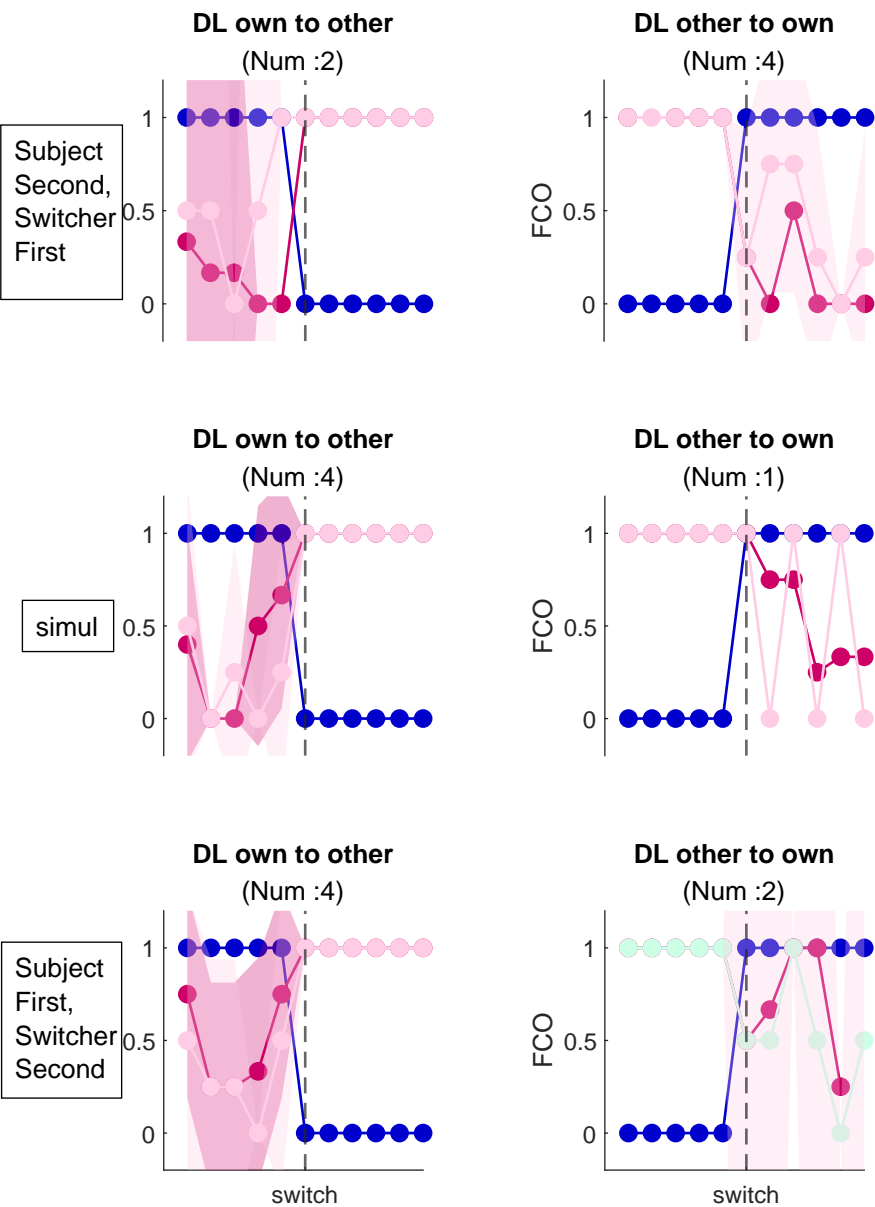 DL own to other
(Num :2)
DL other to own
(Num :4)
Subject
Second,
Switcher
First
1
0.5
0
FCO
1
0.5
0
DL own to other
(Num :4)
DL other to own
(Num :1)
simul
1
0.5
0
FCO
1
0.5
0
DL own to other
(Num :4)
DL other to own
(Num :2)
Subject
First,
Switcher
Second
1
0.5
0
switch
FCO
1
0.5
0
switch